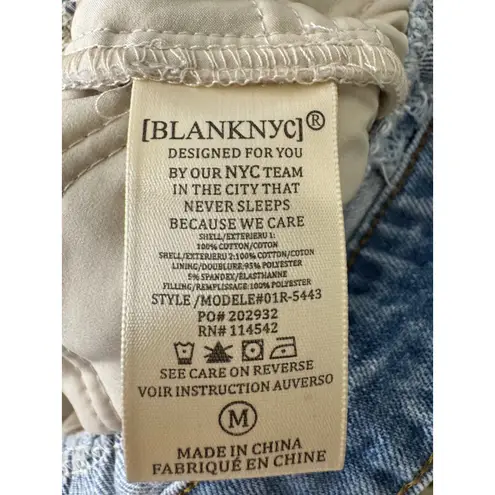 [BLANKNYC]®
DESIGNED FOR YOU
BY OUR NYC TEAM
IN THE CITY THAT
NEVER SLEEPS
BECAUSE WE CARE
SHELL/EXTERIERU 1:
100% COTTON/COTON
SHELL/EXTERIERU 2:100% COTTON/COTON
LINING/DOUBLURE:95% POLYESTER
5% SPANDEX/ELASTHANNE
FILLING/REMPLISSAGE:100% POLYESTER
STYLE /MODELE#01R-5443
PO# 202932
RN# 114542
SEE CARE ON REVERSE
VOIR INSTRUCTION AUVERSO
M
MADE IN CHINA
FABRIQUÉ EN CHINE